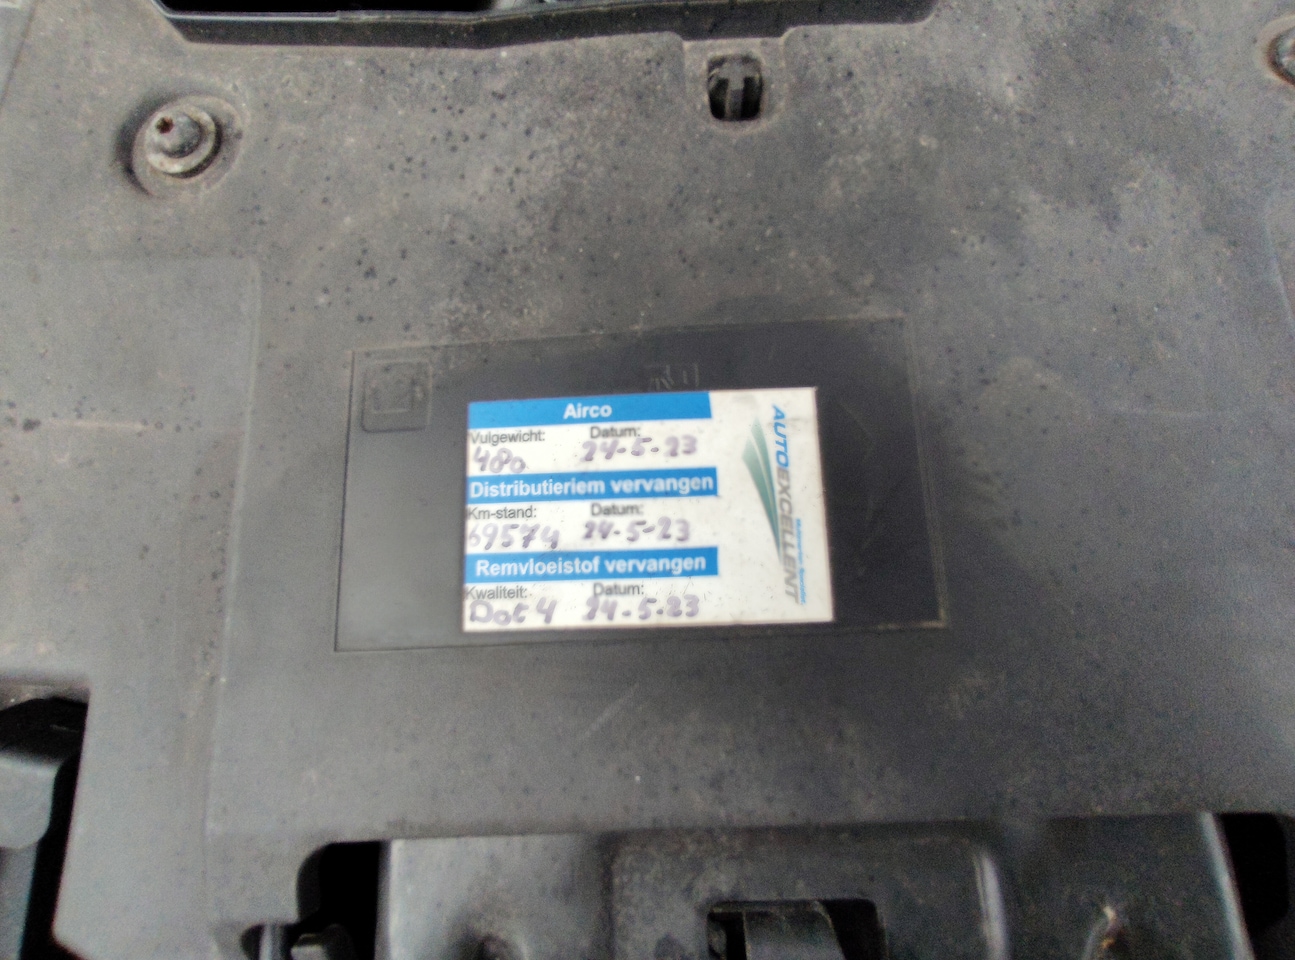 Airco
Vulgewicht: Datum:
480 24-5-23
Distributieriem vervangen
Km-stand: Datum:
69574 24-5-23
Remvloeistof vervangen
Kwaliteit: Datum:
Dot 4 24-5-23
AUTOEXCELLENT